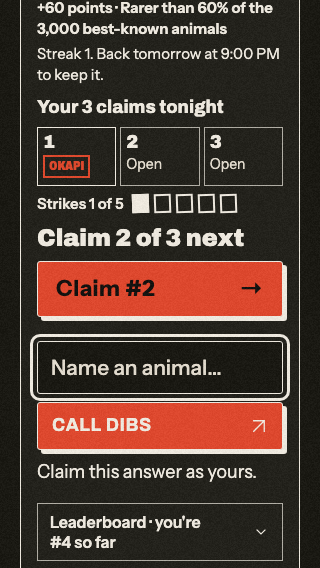 +60 points · Rarer than 60% of the
3,000 best-known animals
Streak 1. Back tomorrow at 9:00 PM
to keep it.
Your 3 claims tonight
1
OKAPI
2
Open
3
Open
Strikes 1 of 5
Claim 2 of 3 next
Claim #2 →
Name an animal...
CALL DIBS
Claim this answer as yours.
Leaderboard · you're
#4 so far